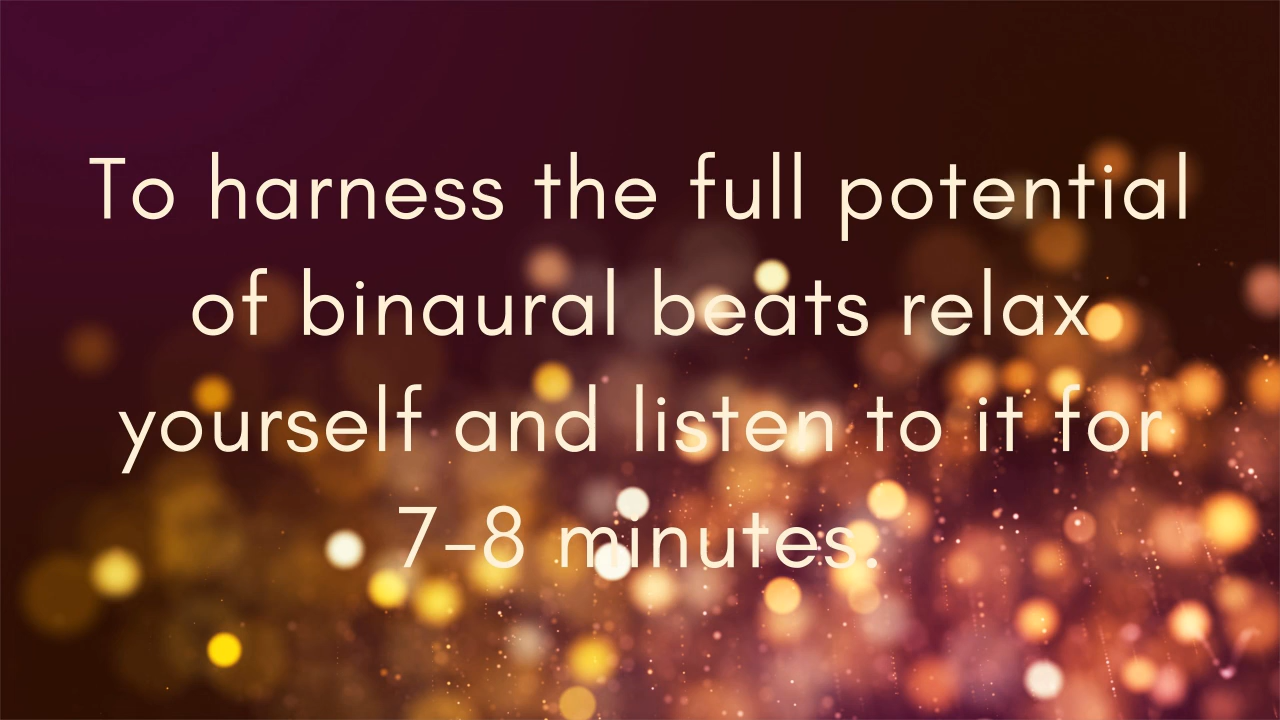 To harness the full potential
of binaural beats relax
yourself and listen to it for
7-8 minutes.